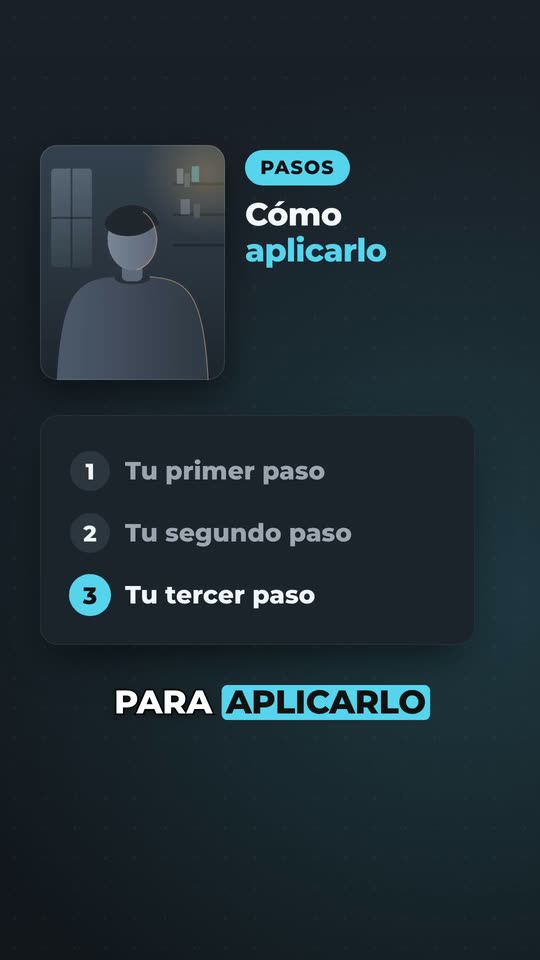 PASOS
Cómo
aplicarlo
1 Tu primer paso
2 Tu segundo paso
3 Tu tercer paso
PARA APLICARLO